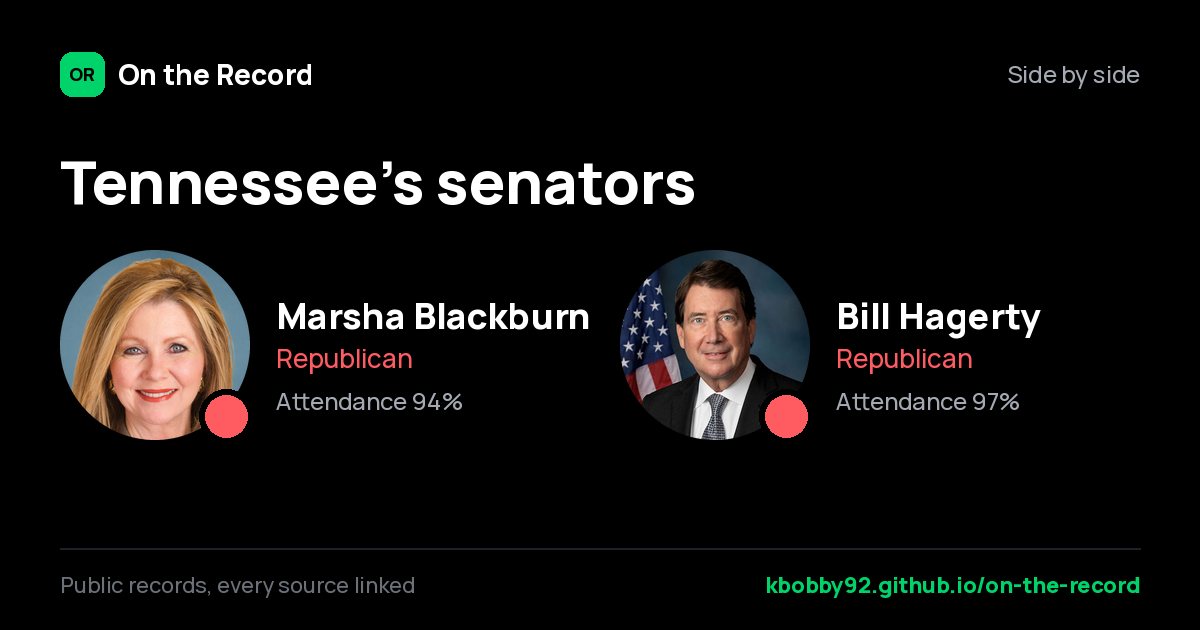 OR On the Record
Side by side
Tennessee’s senators
Marsha Blackburn
Republican
Attendance 94%
Bill Hagerty
Republican
Attendance 97%
Public records, every source linked
kbobby92.github.io/on-the-record